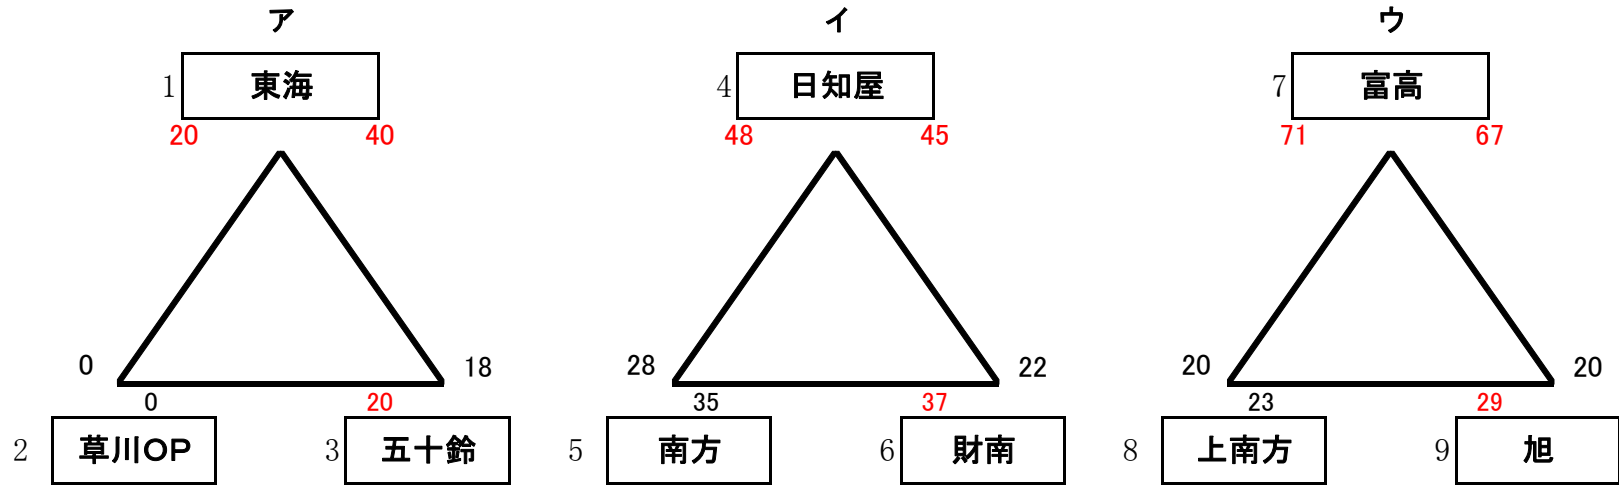 ア イ ウ
1 東海 4 日知屋 7 富高
20 40 48 45 71 67
0 18 28 22 20 20
0 20 35 37 23 29
2 草川OP 3 五十鈴 5 南方 6 財南 8 上南方 9 旭